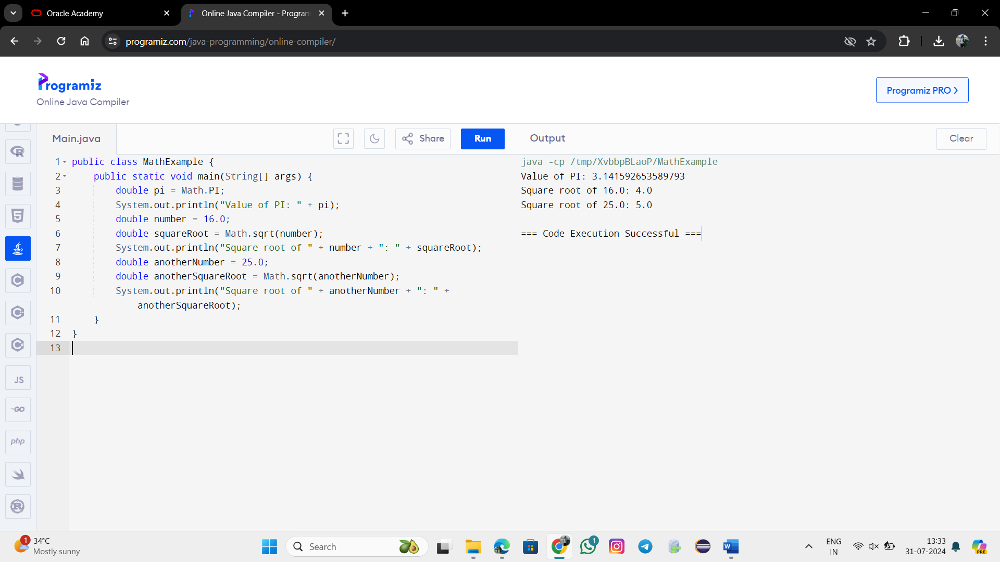 Oracle Academy
Online Java Compiler - Program
programiz.com/java-programming/online-compiler/
Programiz
Online Java Compiler
Programiz PRO
Main.java
Share
Run
Output
Clear
1 public class MathExample {
2 public static void main(String[] args) {
3 double pi = Math.PI;
4 System.out.println("Value of PI: " + pi);
5 double number = 16.0;
6 double squareRoot = Math.sqrt(number);
7 System.out.println("Square root of " + number + ": " + squareRoot);
8 double anotherNumber = 25.0;
9 double anotherSquareRoot = Math.sqrt(anotherNumber);
10 System.out.println("Square root of " + anotherNumber + ": " +
anotherSquareRoot);
11 }
12 }
13
java -cp /tmp/XvbbpBLaoP/MathExample
Value of PI: 3.141592653589793
Square root of 16.0: 4.0
Square root of 25.0: 5.0
=== Code Execution Successful ===
R
5
C
C
C
JS
GO
php
R
1
34°C
Mostly sunny
Search
1
W
PRE
ENG
IN
13:33
31-07-2024